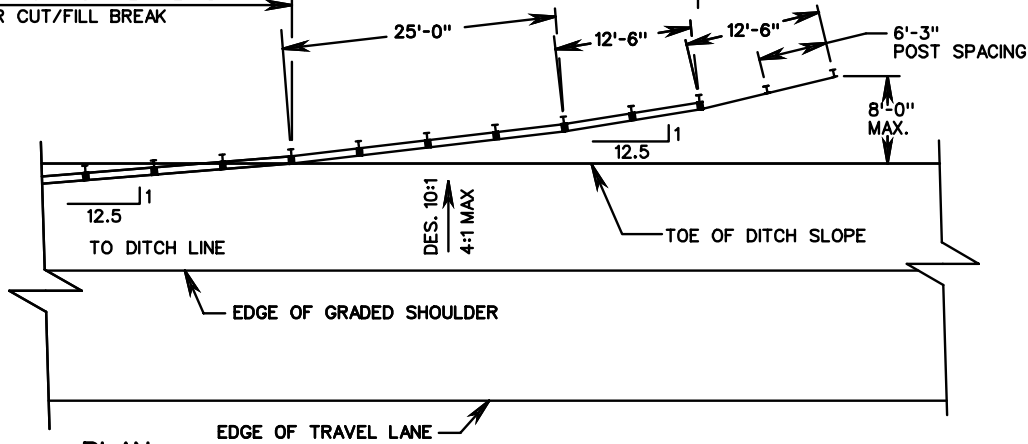 R CUT/FILL BREAK
25'-0"
12'-6"
12'-6"
6'-3"
POST SPACING
8'-0"
MAX.
1
12.5
1
12.5
DES. 10:1
4:1 MAX
TO DITCH LINE
TOE OF DITCH SLOPE
EDGE OF GRADED SHOULDER
EDGE OF TRAVEL LANE